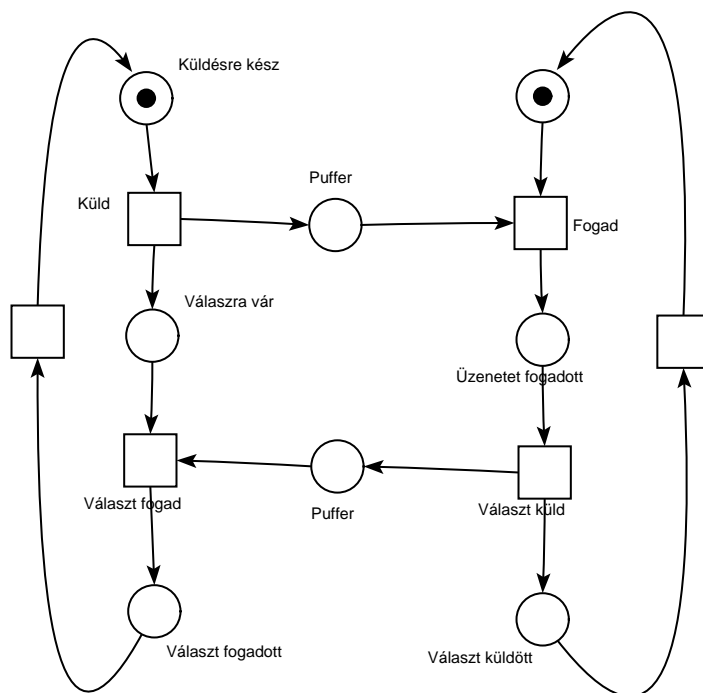 Küldésre kész
Puffer
Küld
Fogad
Válaszra vár
Üzenetet fogadott
Választ fogad
Puffer
Választ küld
Választ fogadott
Választ küldött